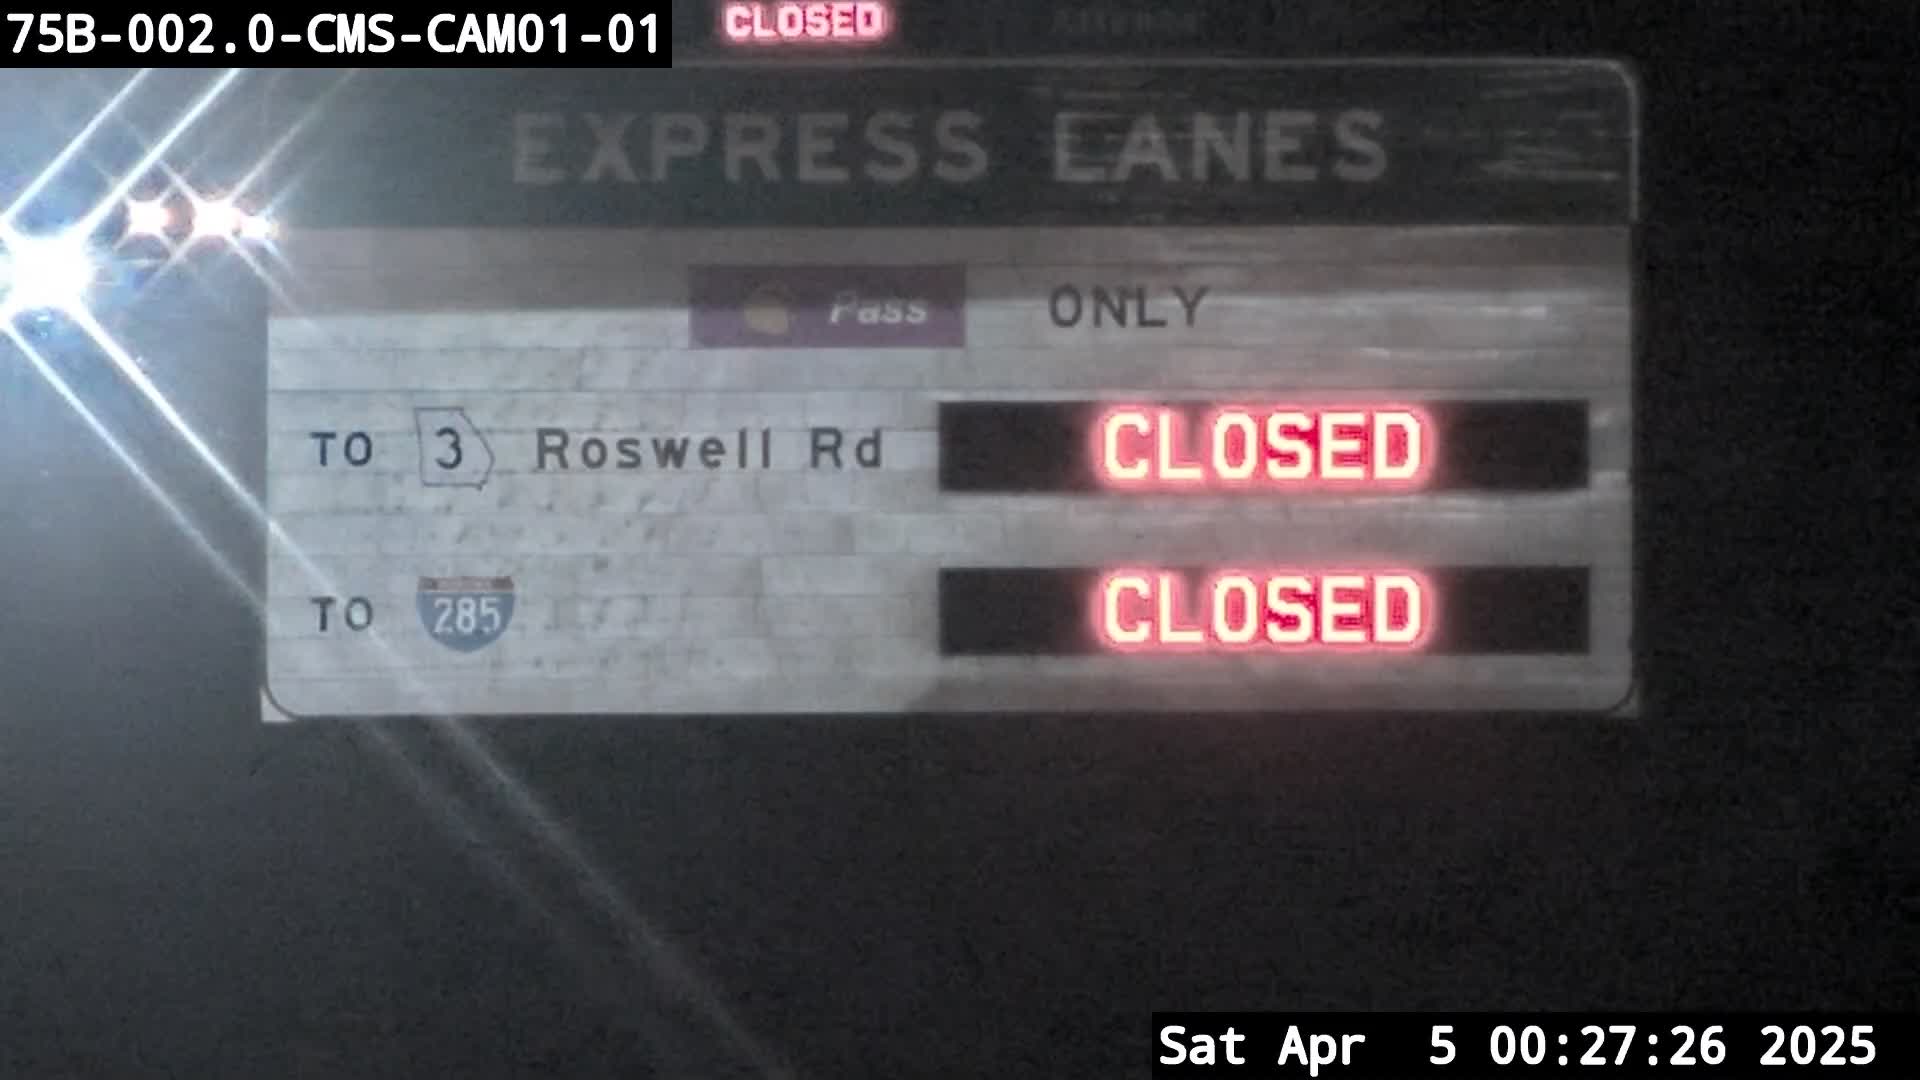 75B-002.0-CMS-CAM01-01
CLOSED
EXPRESS LANES
Pass ONLY
TO 3 Roswell Rd CLOSED
TO 285 CLOSED
Sat Apr 5 00:27:26 2025